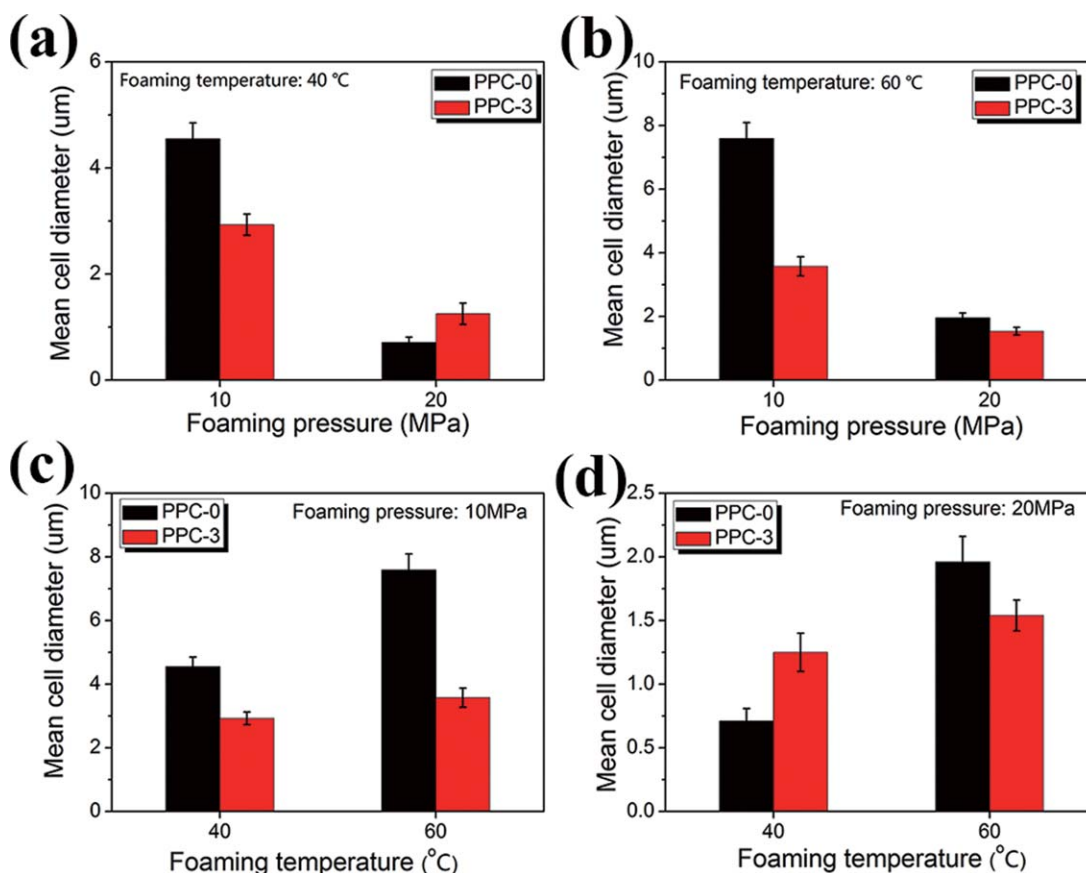 (a)
Foaming temperature: 40 ℃
PPC-0
PPC-3
6
4
2
0
Mean cell diameter (um)
10
20
Foaming pressure (MPa)
(b)
Foaming temperature: 60 ℃
PPC-0
PPC-3
10
8
6
4
2
0
Mean cell diameter (um)
10
20
Foaming pressure (MPa)
(c)
PPC-0
PPC-3
Foaming pressure: 10MPa
10
8
6
4
2
0
Mean cell diameter (um)
40
60
Foaming temperature (°C)
(d)
PPC-0
PPC-3
Foaming pressure: 20MPa
2.5
2.0
1.5
1.0
0.5
0.0
Mean cell diameter (um)
40
60
Foaming temperature (°C)